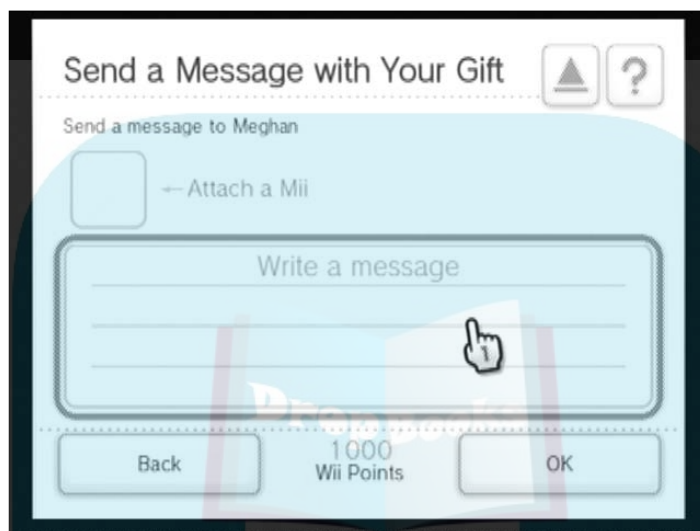 Send a Message with Your Gift
?
Send a message to Meghan
←Attach a Mii
Write a message
1
DropBooks
Back
1000
Wii Points
OK